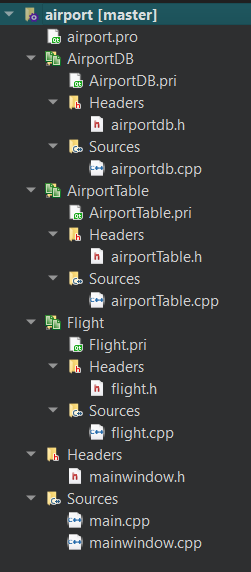 airport [master]
airport.pro
AirportDB
AirportDB.pri
Headers
airportdb.h
Sources
airportdb.cpp
AirportTable
AirportTable.pri
Headers
airportTable.h
Sources
airportTable.cpp
Flight
Flight.pri
Headers
flight.h
Sources
flight.cpp
Headers
mainwindow.h
Sources
main.cpp
mainwindow.cpp